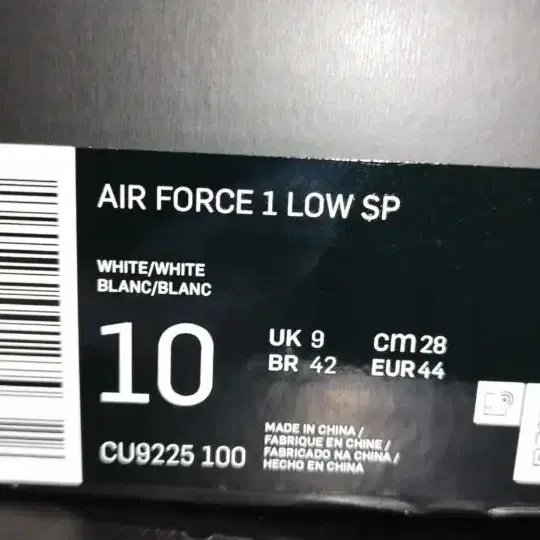 AIR FORCE 1 LOW SP
WHITE/WHITE
BLANC/BLANC
10
UK 9
cm 28
BR 42
EUR 44
CU9225 100
MADE IN CHINA /
FABRIQUE EN CHINE /
FABRICADO NA CHINA /
HECHO EN CHINA